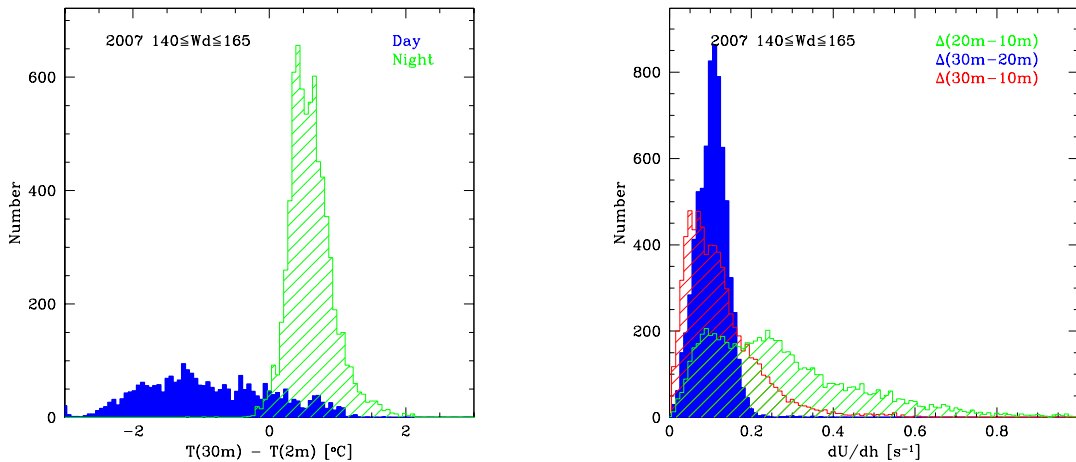 2007 140≦Wd≦165
Day
Night
Number
0
200
400
600
−2
0
2
T(30m) − T(2m) [°C]
2007 140≦Wd≦165
Δ(20m−10m)
Δ(30m−20m)
Δ(30m−10m)
Number
0
200
400
600
800
0
0.2
0.4
0.6
0.8
dU/dh [s⁻¹]